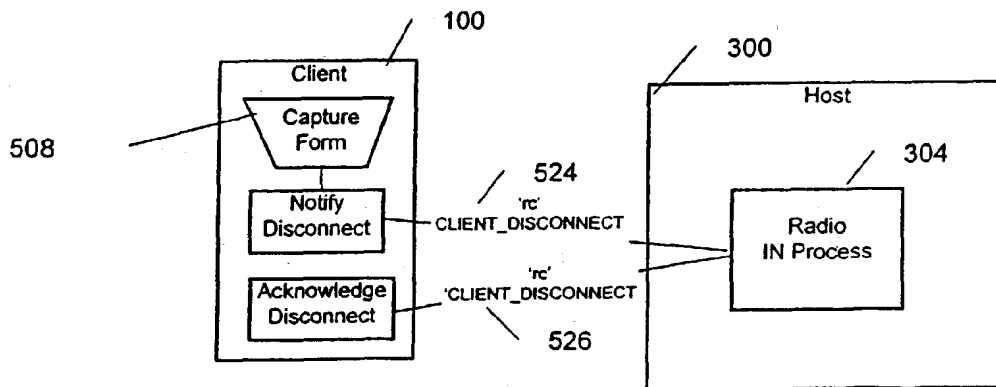 100
Client
300
Host
Capture
Form
508
304
524
'rc'
CLIENT_DISCONNECT
Notify
Disconnect
Radio
IN Process
'rc'
'CLIENT_DISCONNECT
Acknowledge
Disconnect
526